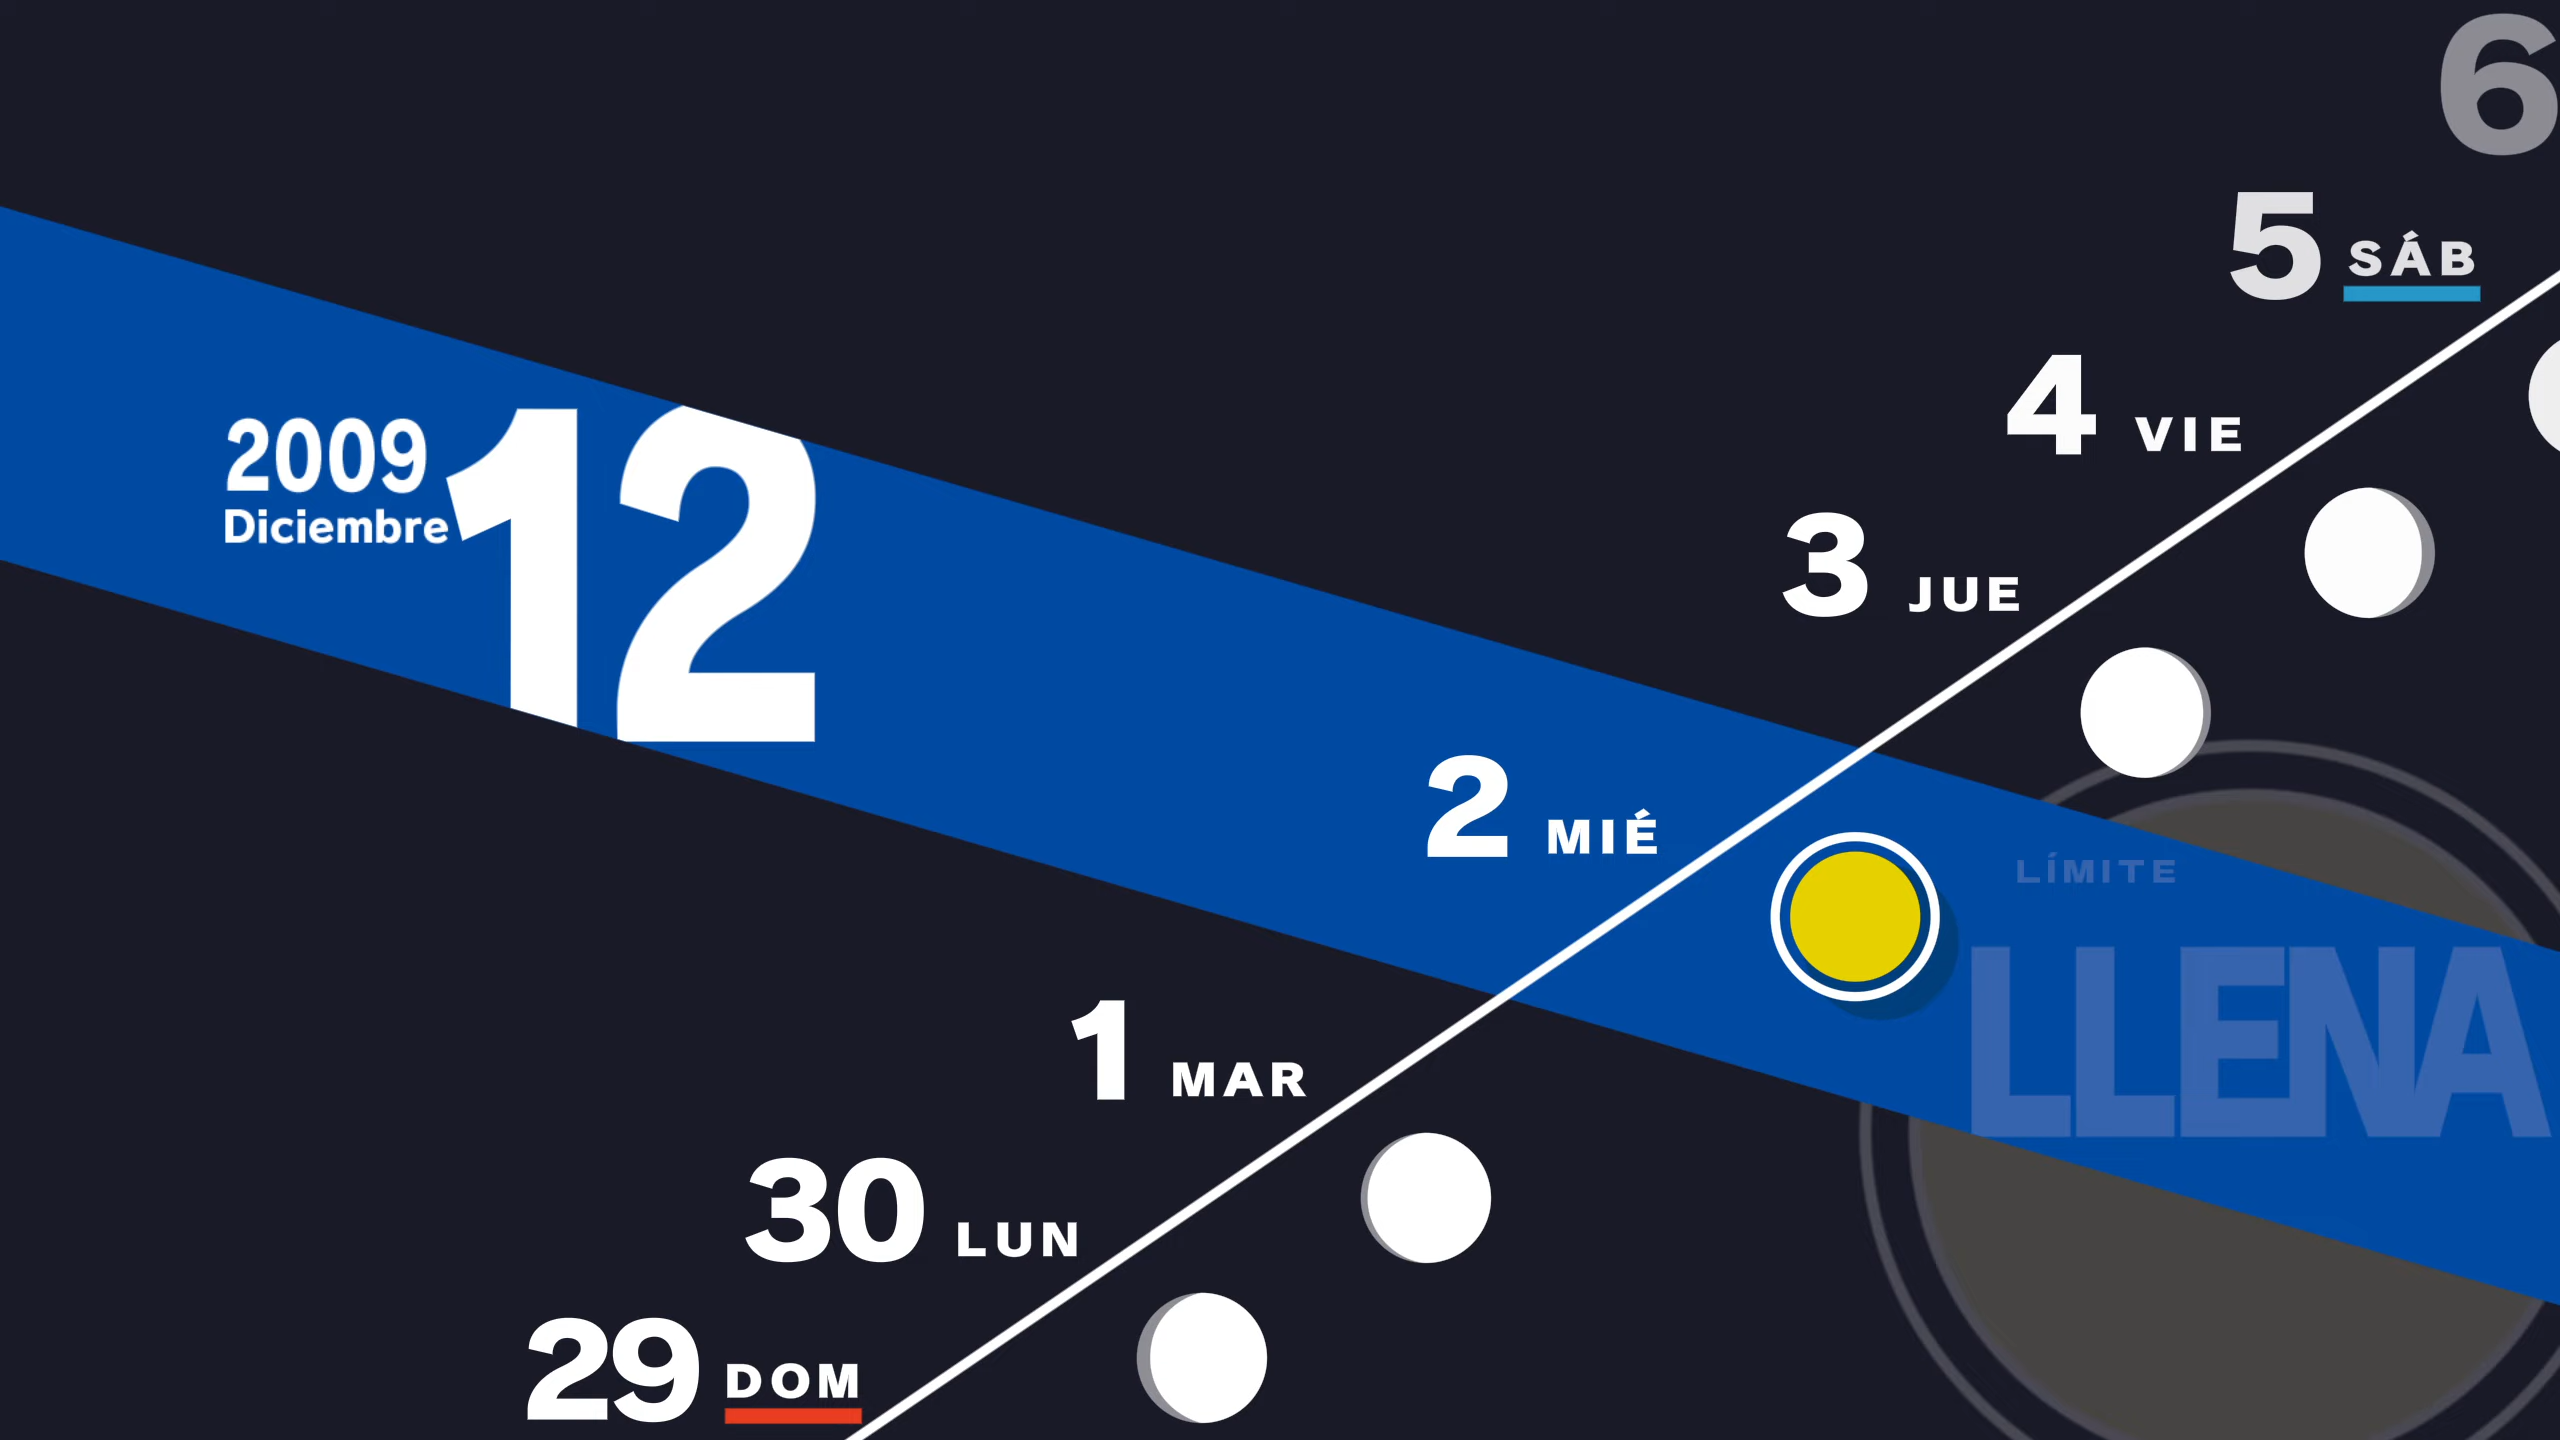 6
5 SÁB
4 VIE
3 JUE
2009
Diciembre
12
2 MIÉ
LÍMITE
LLENA
1 MAR
30 LUN
29 DOM